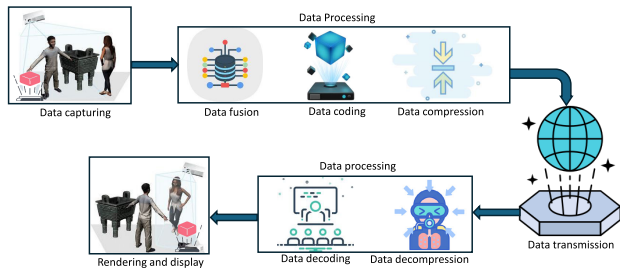 Data Processing
Data capturing
Data fusion
Data coding
Data compression
Data processing
Data transmission
Rendering and display
Data decoding
Data decompression